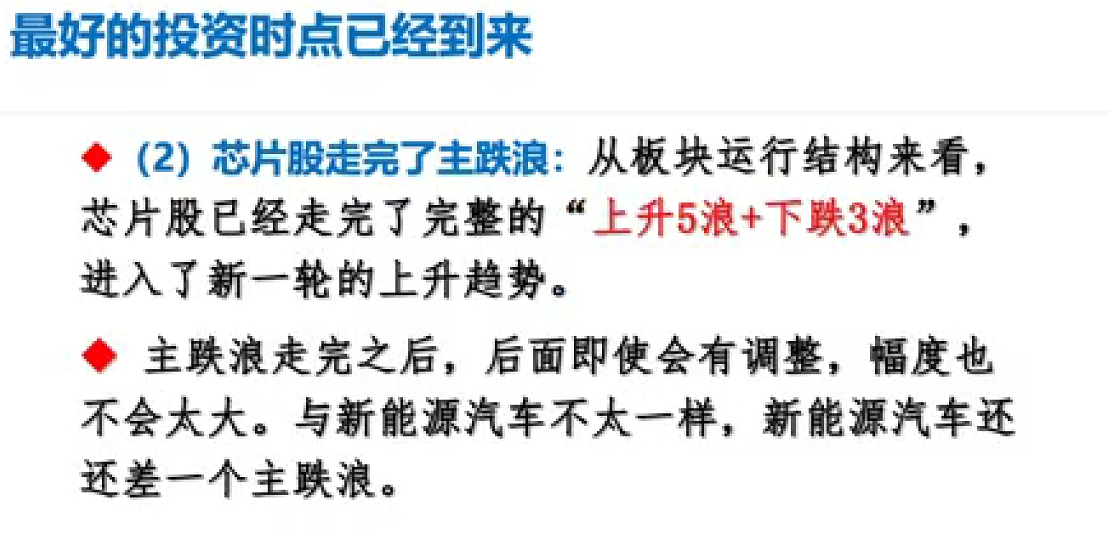 最好的投资时点已经到来
（2）芯片股走完了主跌浪：从板块运行结构来看，
芯片股已经走完了完整的“上升5浪+下跌3浪”，
进入了新一轮的上升趋势。
主跌浪走完之后，后面即使会有调整，幅度也
不会太大。与新能源汽车不太一样，新能源汽车还
还差一个主跌浪。